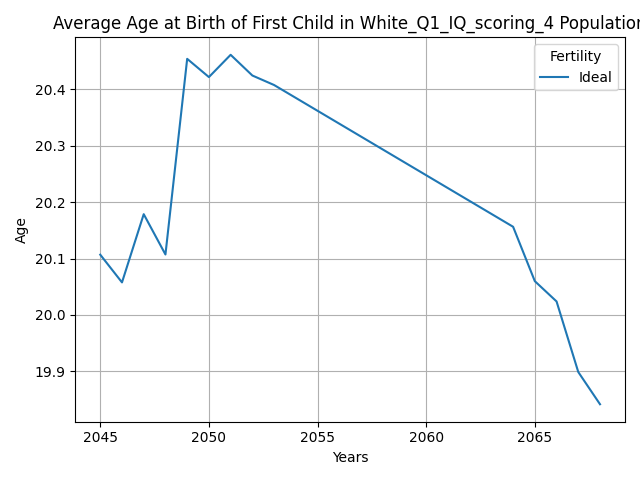 Average Age at Birth of First Child in White_Q1_IQ_scoring_4 Population
Fertility
Ideal
20.4
20.3
20.2
20.1
20.0
19.9
Age
2045 2050 2055 2060 2065
Years